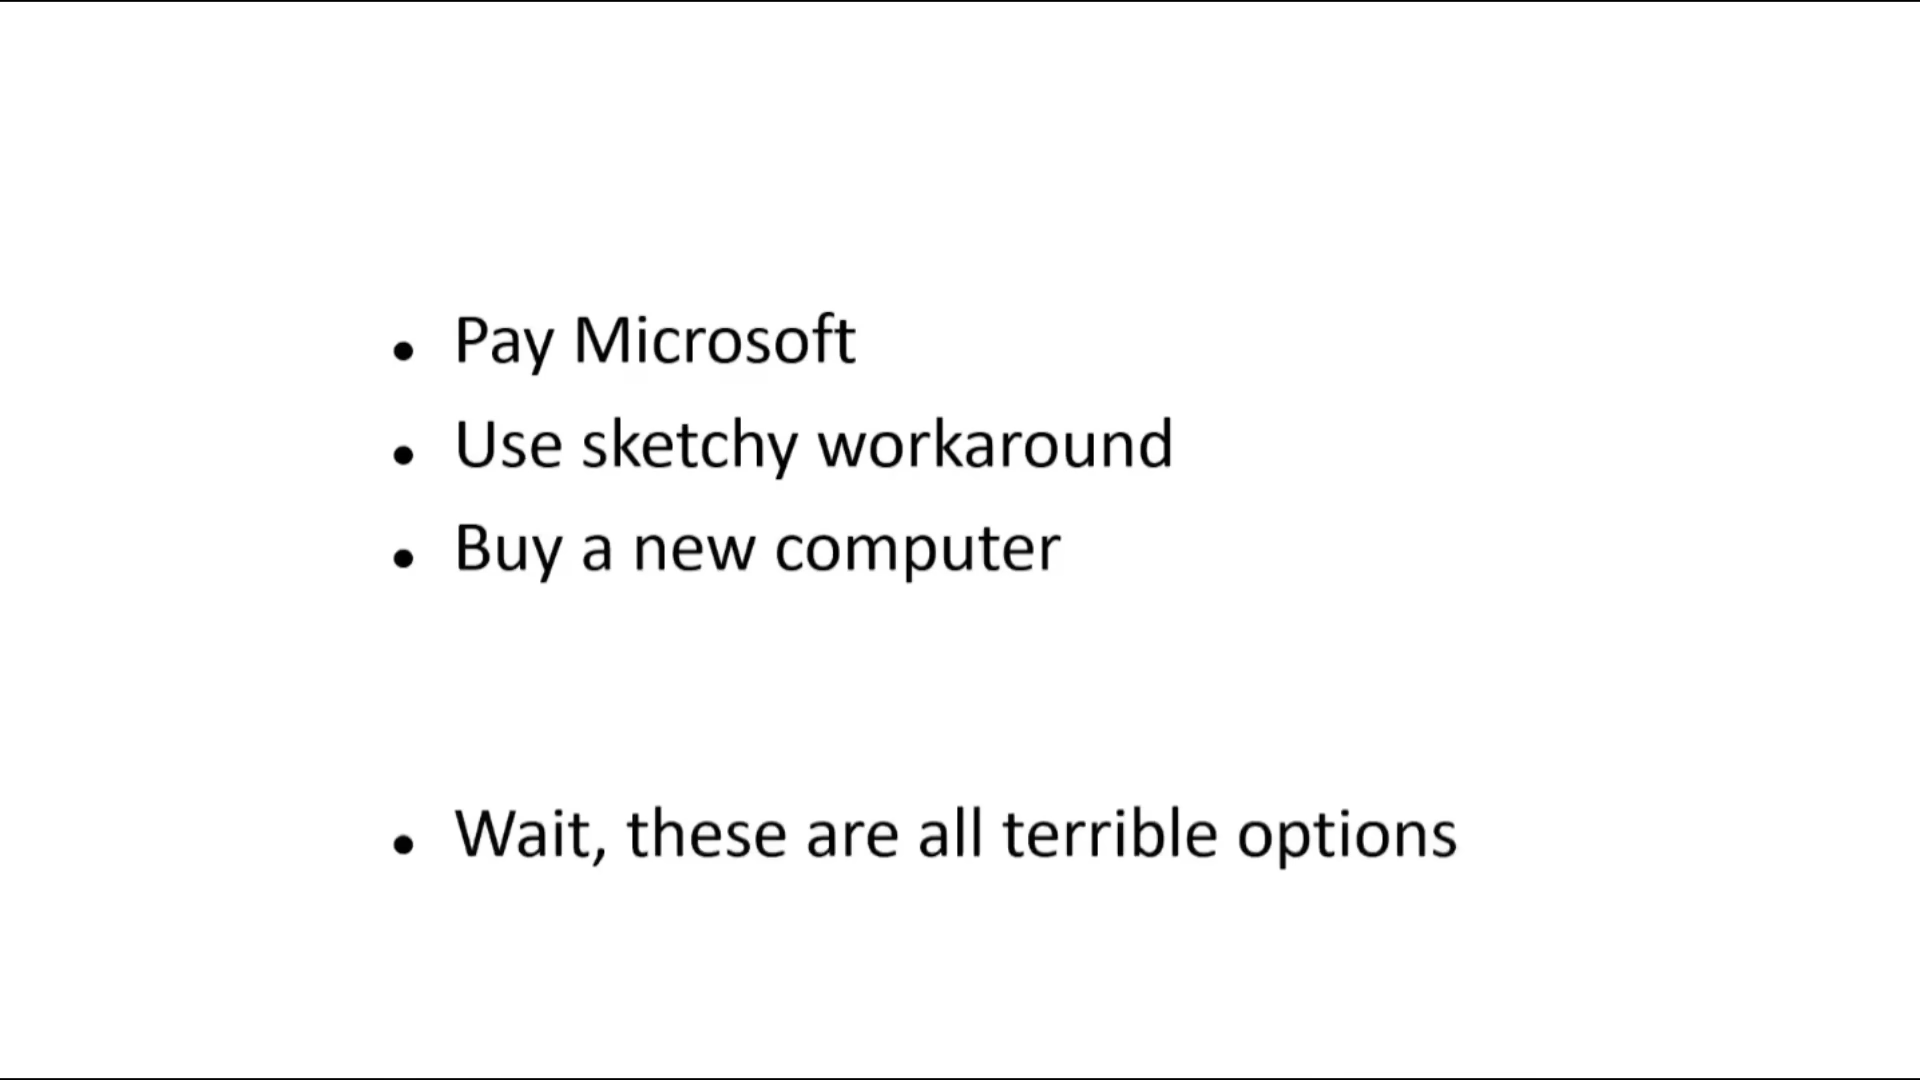 • Pay Microsoft
• Use sketchy workaround
• Buy a new computer
• Wait, these are all terrible options